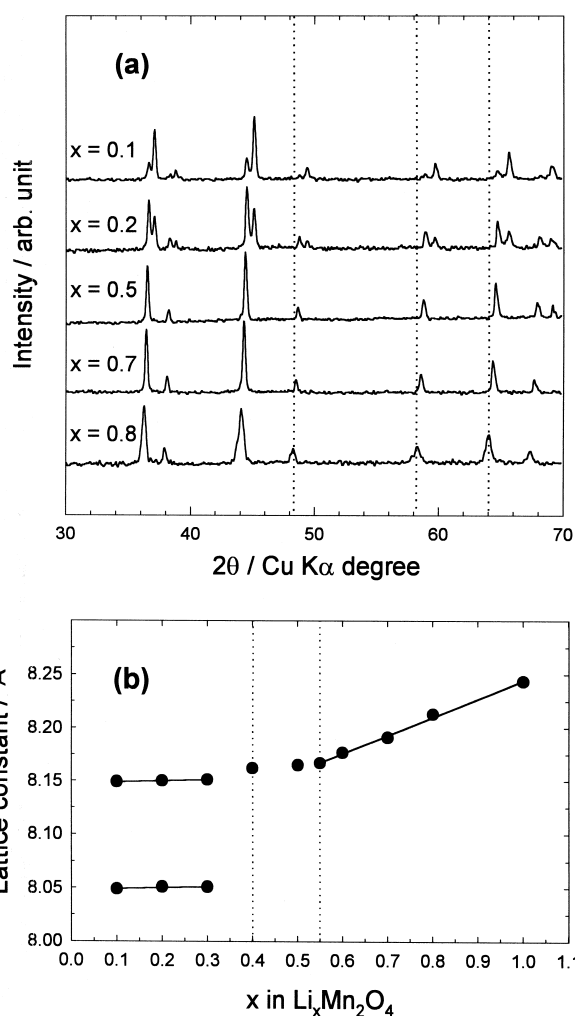 (a)
x = 0.1
x = 0.2
x = 0.5
x = 0.7
x = 0.8
Intensity / arb. unit
30 40 50 60 70
2θ / Cu Kα degree
(b)
8.25
8.20
8.15
8.10
8.05
8.00
Lattice constant / A
0.0 0.1 0.2 0.3 0.4 0.5 0.6 0.7 0.8 0.9 1.0 1.1
x in LiₓMn₂O₄